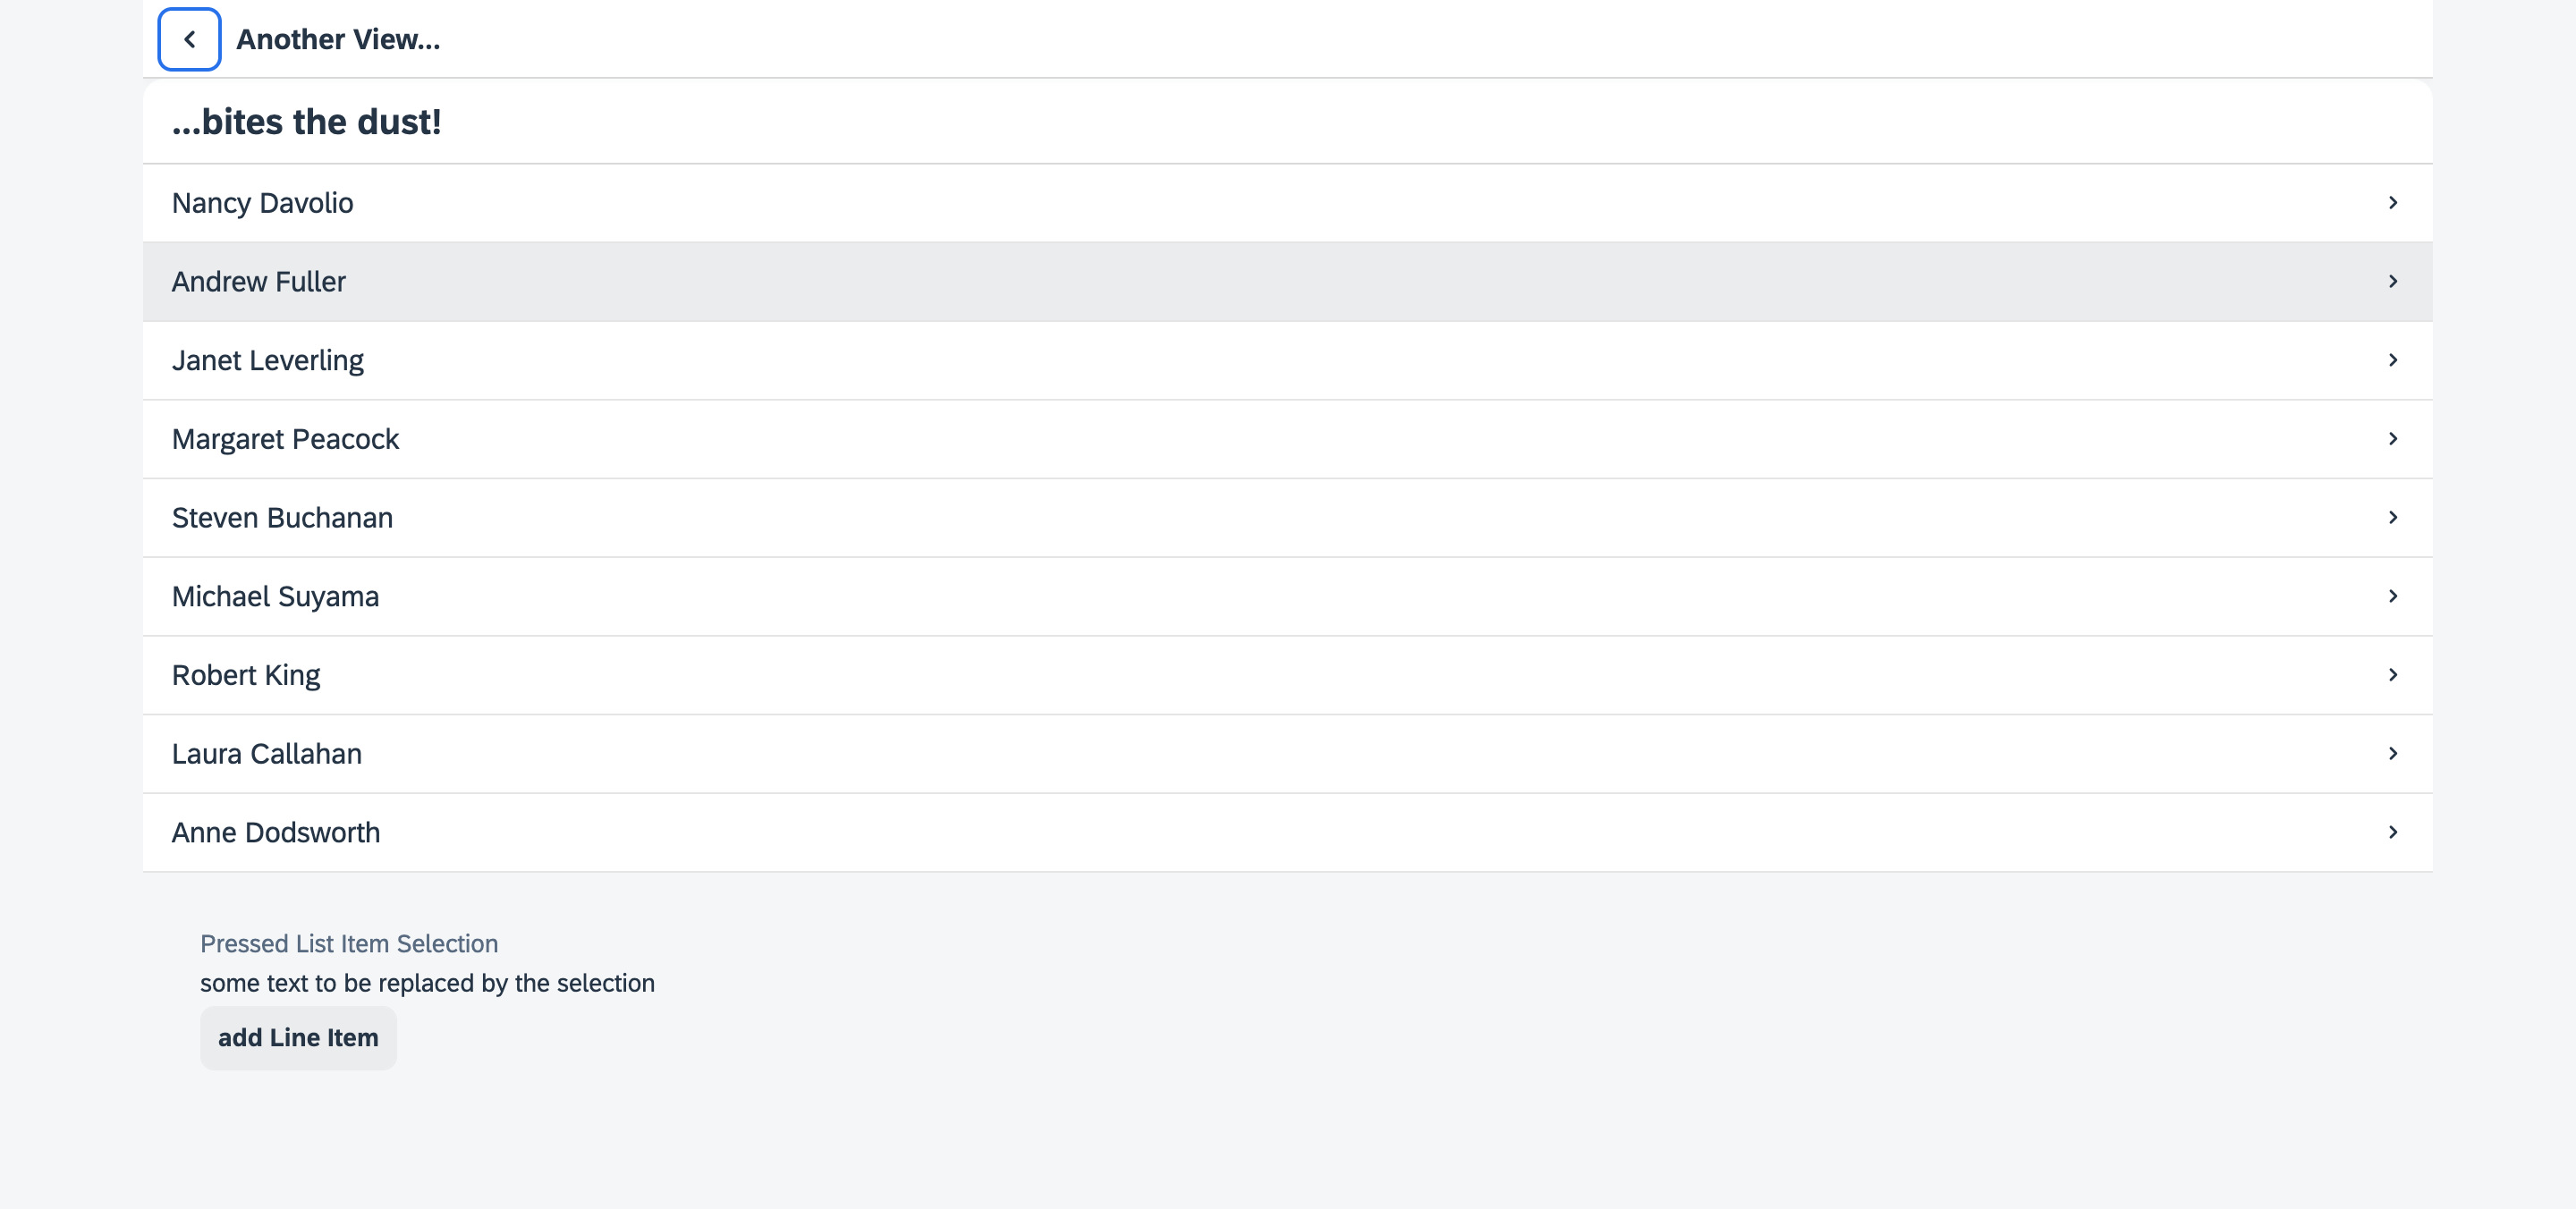 Another View...
...bites the dust!
Nancy Davolio
Andrew Fuller
Janet Leverling
Margaret Peacock
Steven Buchanan
Michael Suyama
Robert King
Laura Callahan
Anne Dodsworth
Pressed List Item Selection
some text to be replaced by the selection
add Line Item